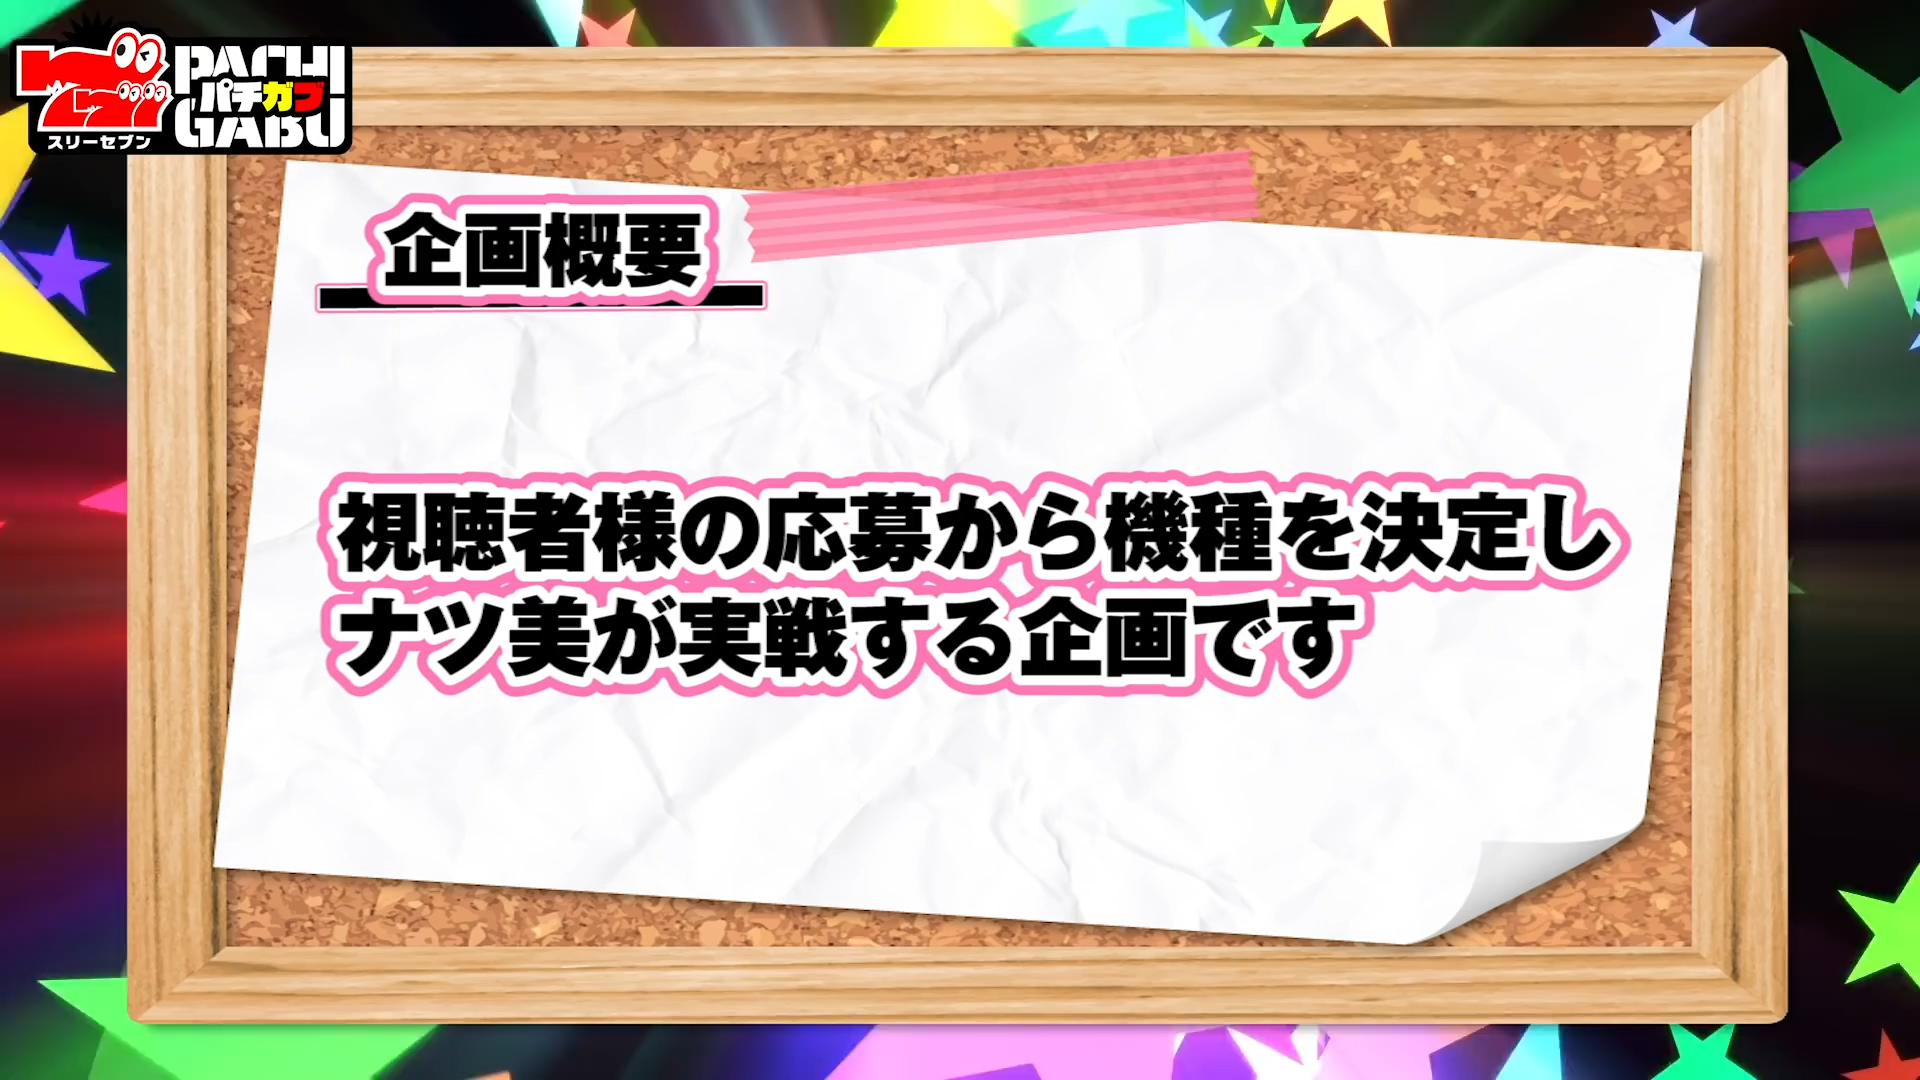 PACHI
パチガブ
GABU
スリーセブン
企画概要
視聴者様の応募から機種を決定し
ナツ美が実戦する企画です